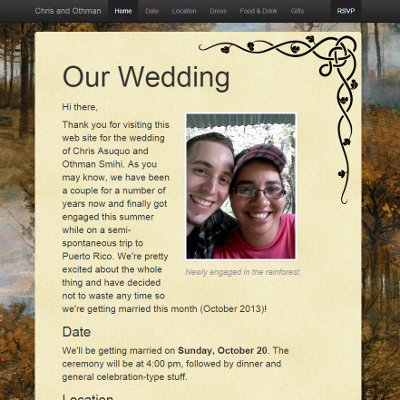 Chris and Othman Home Date Location Dress Food & Drink Gifts RSVP
Our Wedding
Hi there,
Thank you for visiting this
web site for the wedding
of Chris Asuquo and
Othman Smihi. As you
may know, we have been
a couple for a number of
years now and finally got
engaged this summer
while on a semi-
spontaneous trip to
Puerto Rico. We're pretty
excited about the whole
thing and have decided
not to waste any time so
we're getting married this month (October 2013)!
Newly engaged in the rainforest
Date
We'll be getting married on Sunday, October 20. The
ceremony will be at 4:00 pm, followed by dinner and
general celebration-type stuff.
Location